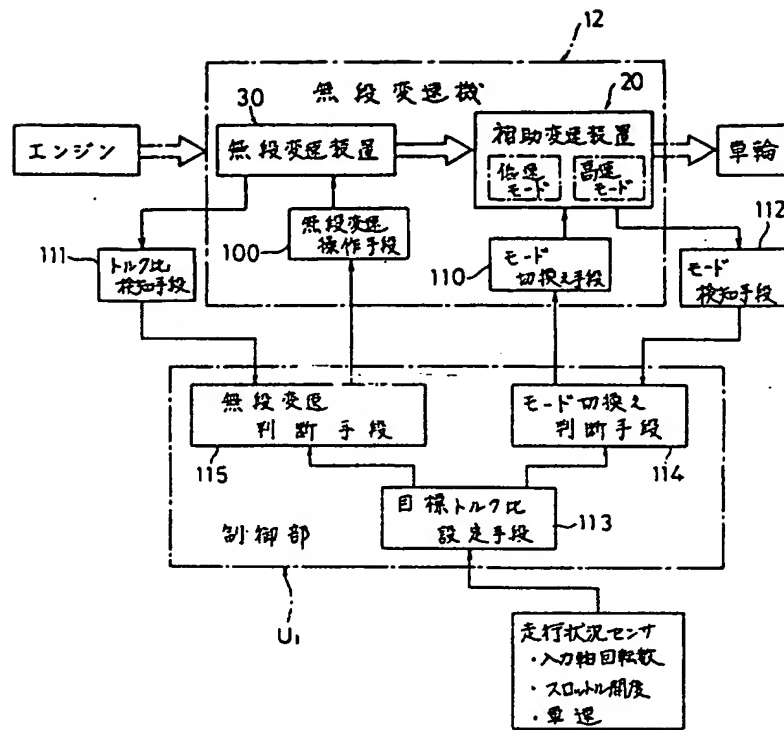 12
無段変速機
30
20
エンジン
無段変速装置
補助変速装置
低速
モード
高速
モード
車輪
112
111
トルク比
検知手段
100
無段変速
操作手段
110
モード
切換え手段
モード
検知手段
無段変速
判断手段
115
モード切換え
判断手段
114
目標トルク比
設定手段
113
制御部
U1
走行状況センサ
・入力軸回転数
・スロットル開度
・車速